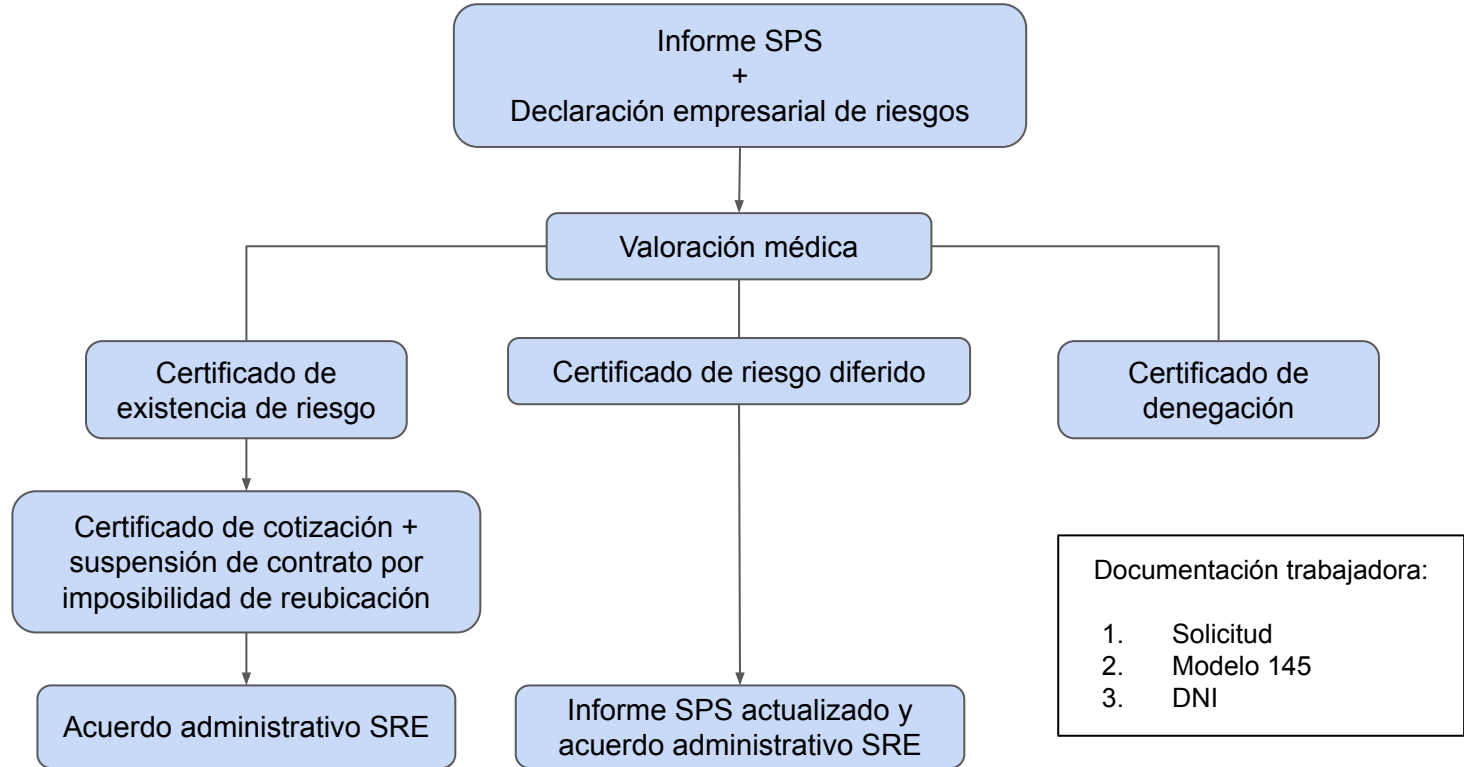 Informe SPS
+
Declaración empresarial de riesgos
Valoración médica
Certificado de
existencia de riesgo
Certificado de riesgo diferido
Certificado de
denegación
Certificado de cotización +
suspensión de contrato por
imposibilidad de reubicación
Acuerdo administrativo SRE
Informe SPS actualizado y
acuerdo administrativo SRE
Documentación trabajadora:
1. Solicitud
2. Modelo 145
3. DNI